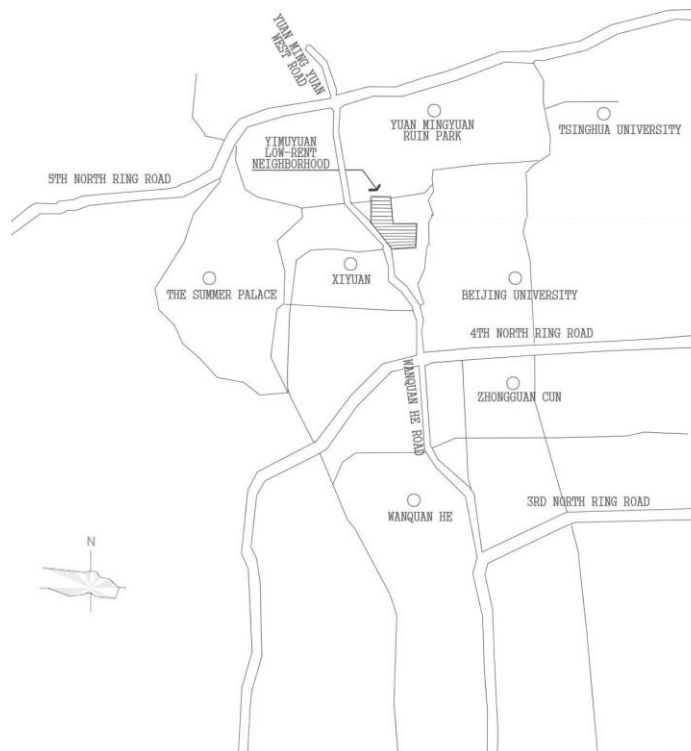 YUAN MING YUAN
WEST ROAD
YUAN MINGYUAN
RUIN PARK
TSINGHUA UNIVERSITY
YIMUYUAN
LOW-RENT
NEIGHBORHOOD
5TH NORTH RING ROAD
XIYUAN
THE SUMMER PALACE
BEIJING UNIVERSITY
4TH NORTH RING ROAD
WANQUAN HE ROAD
ZHONGGUAN CUN
3RD NORTH RING ROAD
WANQUAN HE
N